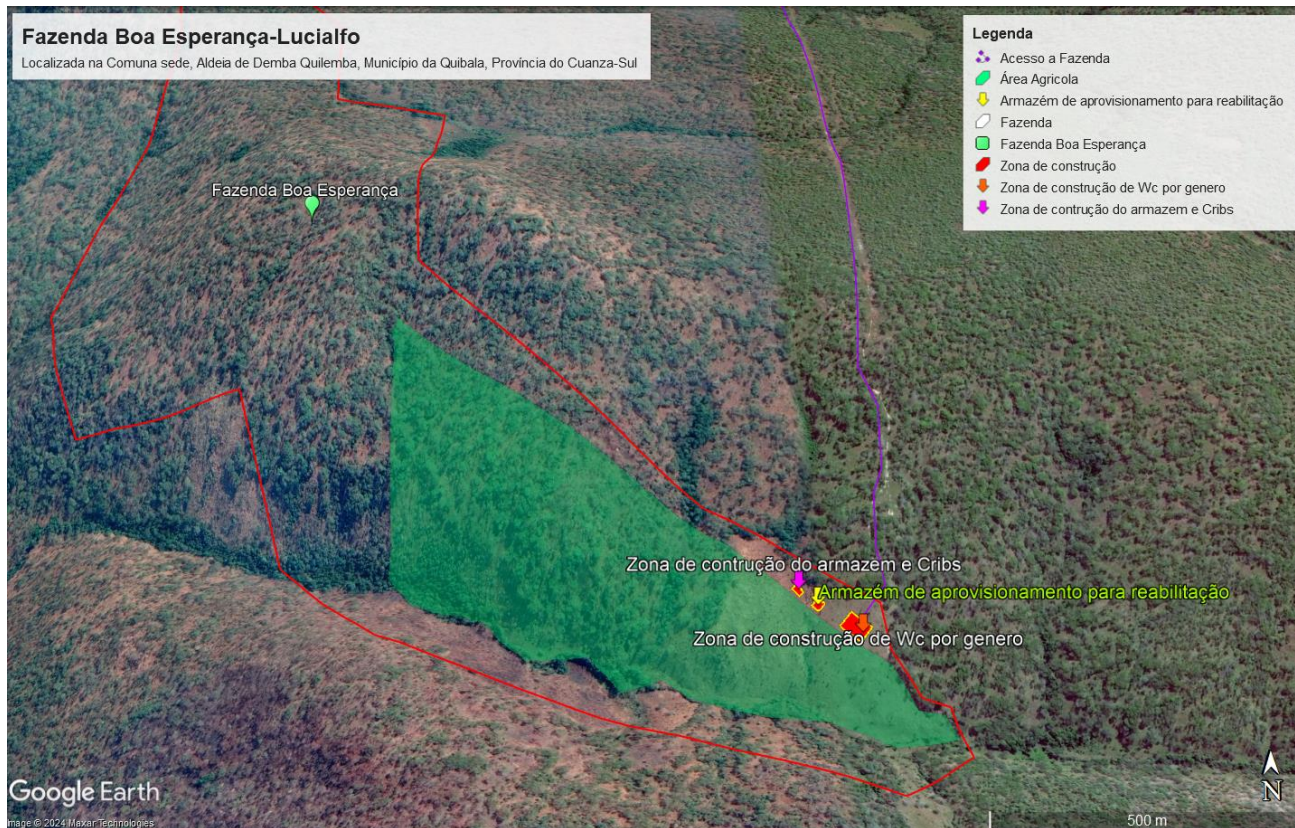 Fazenda Boa Esperança-Lucialfo
Localizada na Comuna sede, Aldeia de Demba Quilemba, Município da Quibala, Província do Cuanza-Sul
Legenda
Acesso a Fazenda
Área Agricola
Armazém de aprovisionamento para reabilitação
Fazenda
Fazenda Boa Esperança
Zona de construção
Zona de construção de Wc por genero
Zona de contrução do armazem e Cribs
Fazenda Boa Esperança
Zona de contrução do armazem e Cribs
Armazém de aprovisionamento para reabilitação
Zona de construção de Wc por genero
Google Earth
Image © 2024 Maxar Technologies
500 m
N